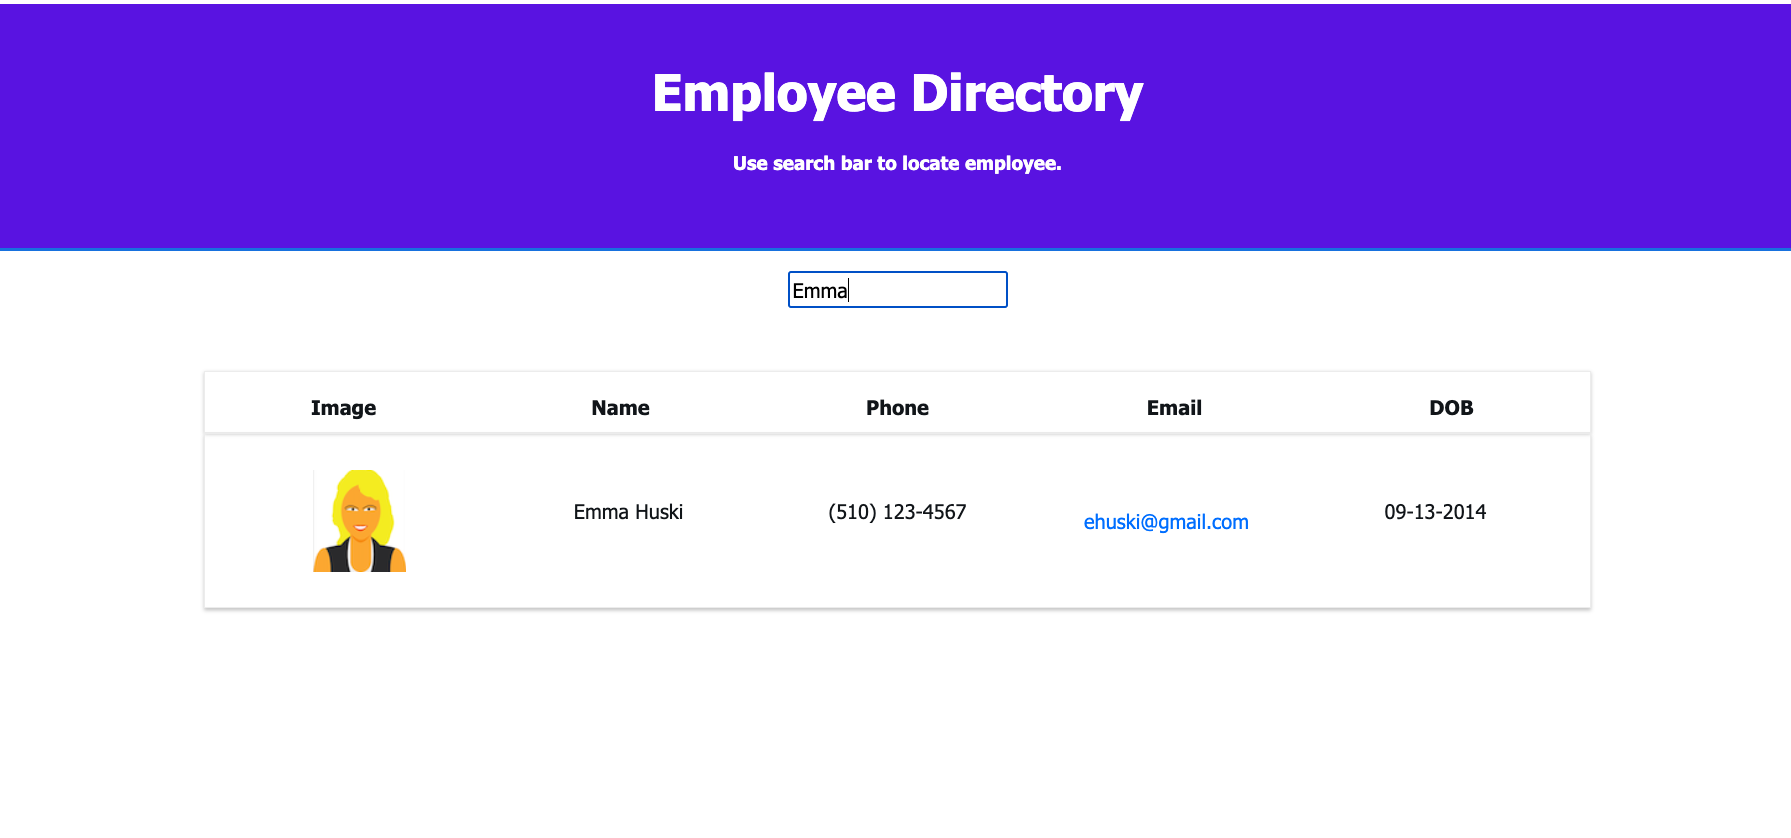 Employee Directory
Use search bar to locate employee.
Emma
Image Name Phone Email DOB
Emma Huski (510) 123-4567 ehuski@gmail.com 09-13-2014